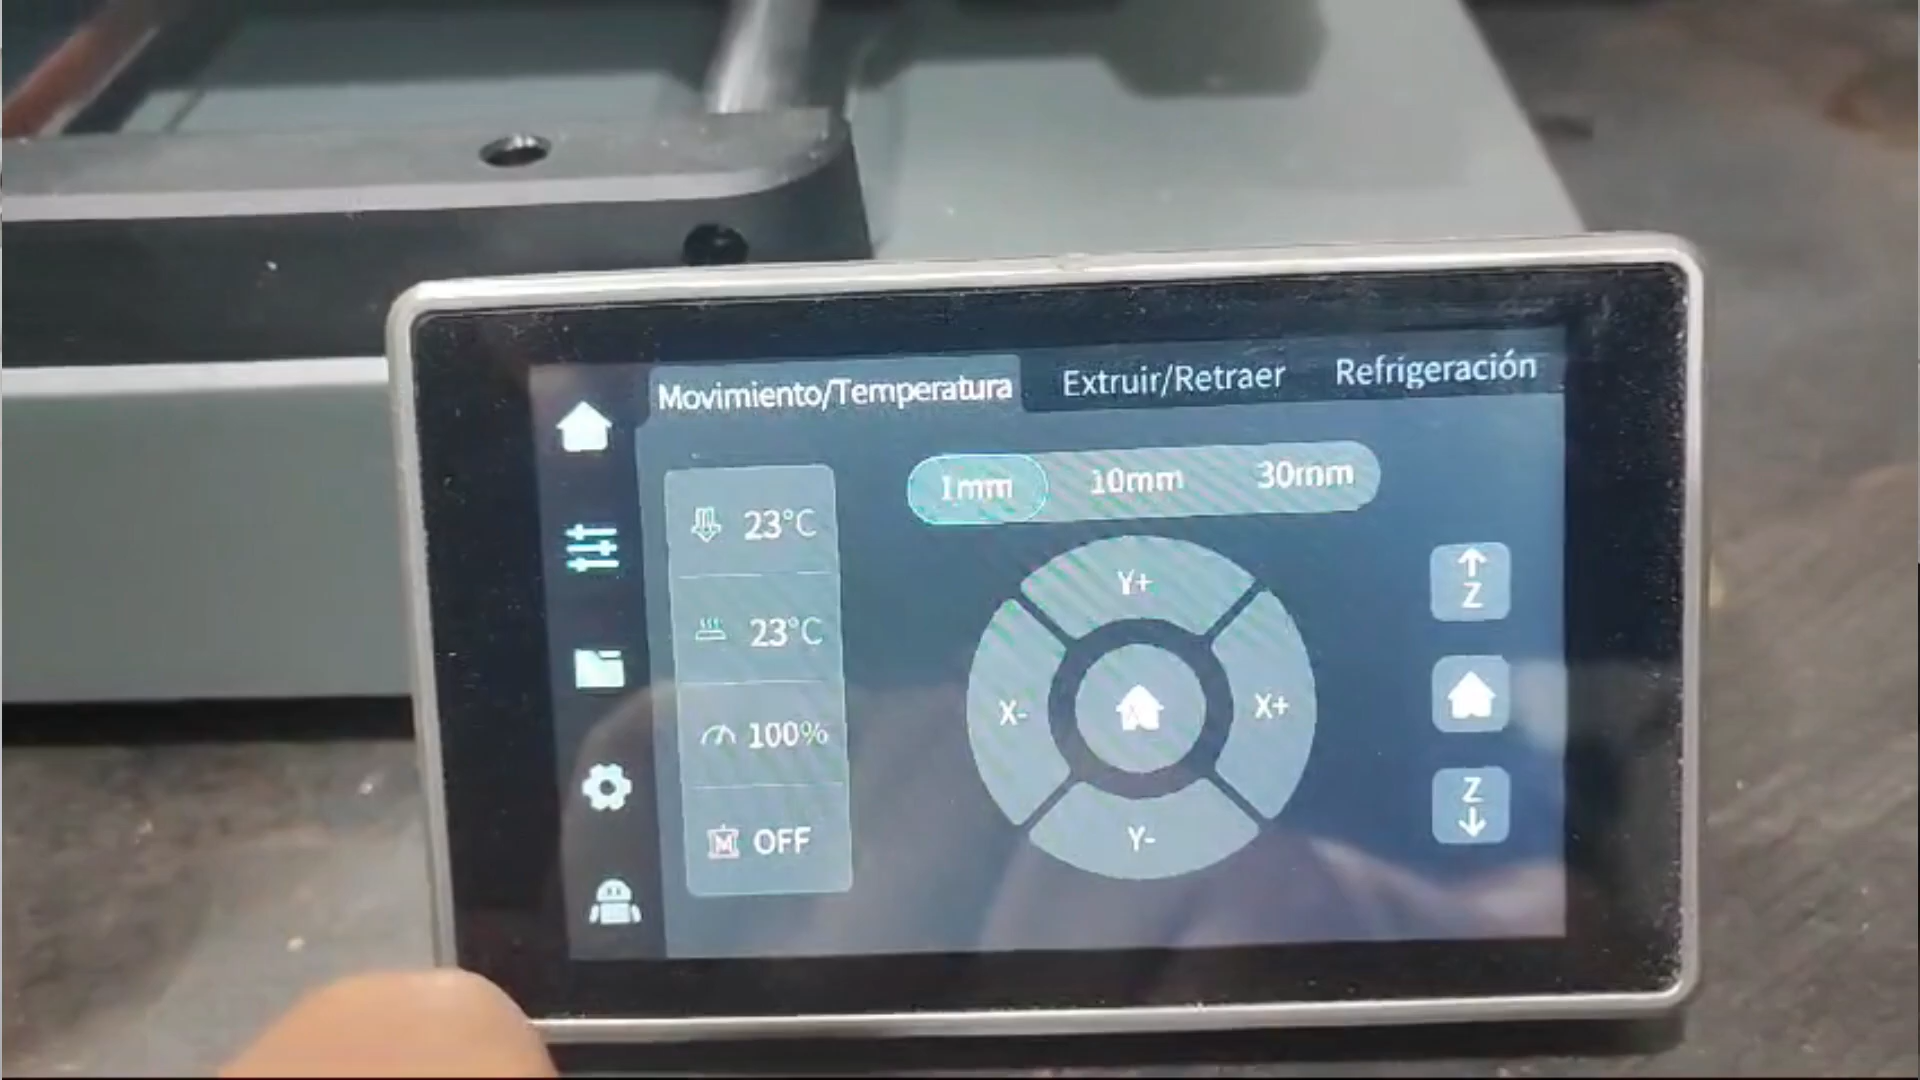 Movimiento/Temperatura
Extruir/Retraer
Refrigeración
1mm
10mm
30mm
23°C
23°C
100%
M OFF
Y+
X-
X+
Y-
Z
Z